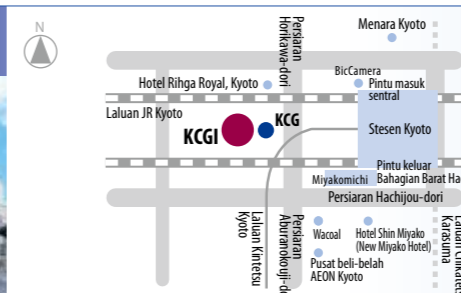 N
Menara Kyoto
Persiaran
Horikawa-dori
BicCamera
Hotel Rihga Royal, Kyoto
Pintu masuk
sentral
Laluan JR Kyoto
KCGI
KCG
Stesen Kyoto
Pintu keluar
Miyakomichi
Bahagian Barat Ha
Persiaran Hachijou-dori
Laluan Kintetsu
Kyoto
Persiaran
Aburanokouji-d
Wacoal
Hotel Shin Miyako
(New Miyako Hotel)
Pusat beli-belah
AEON Kyoto
Karasuma